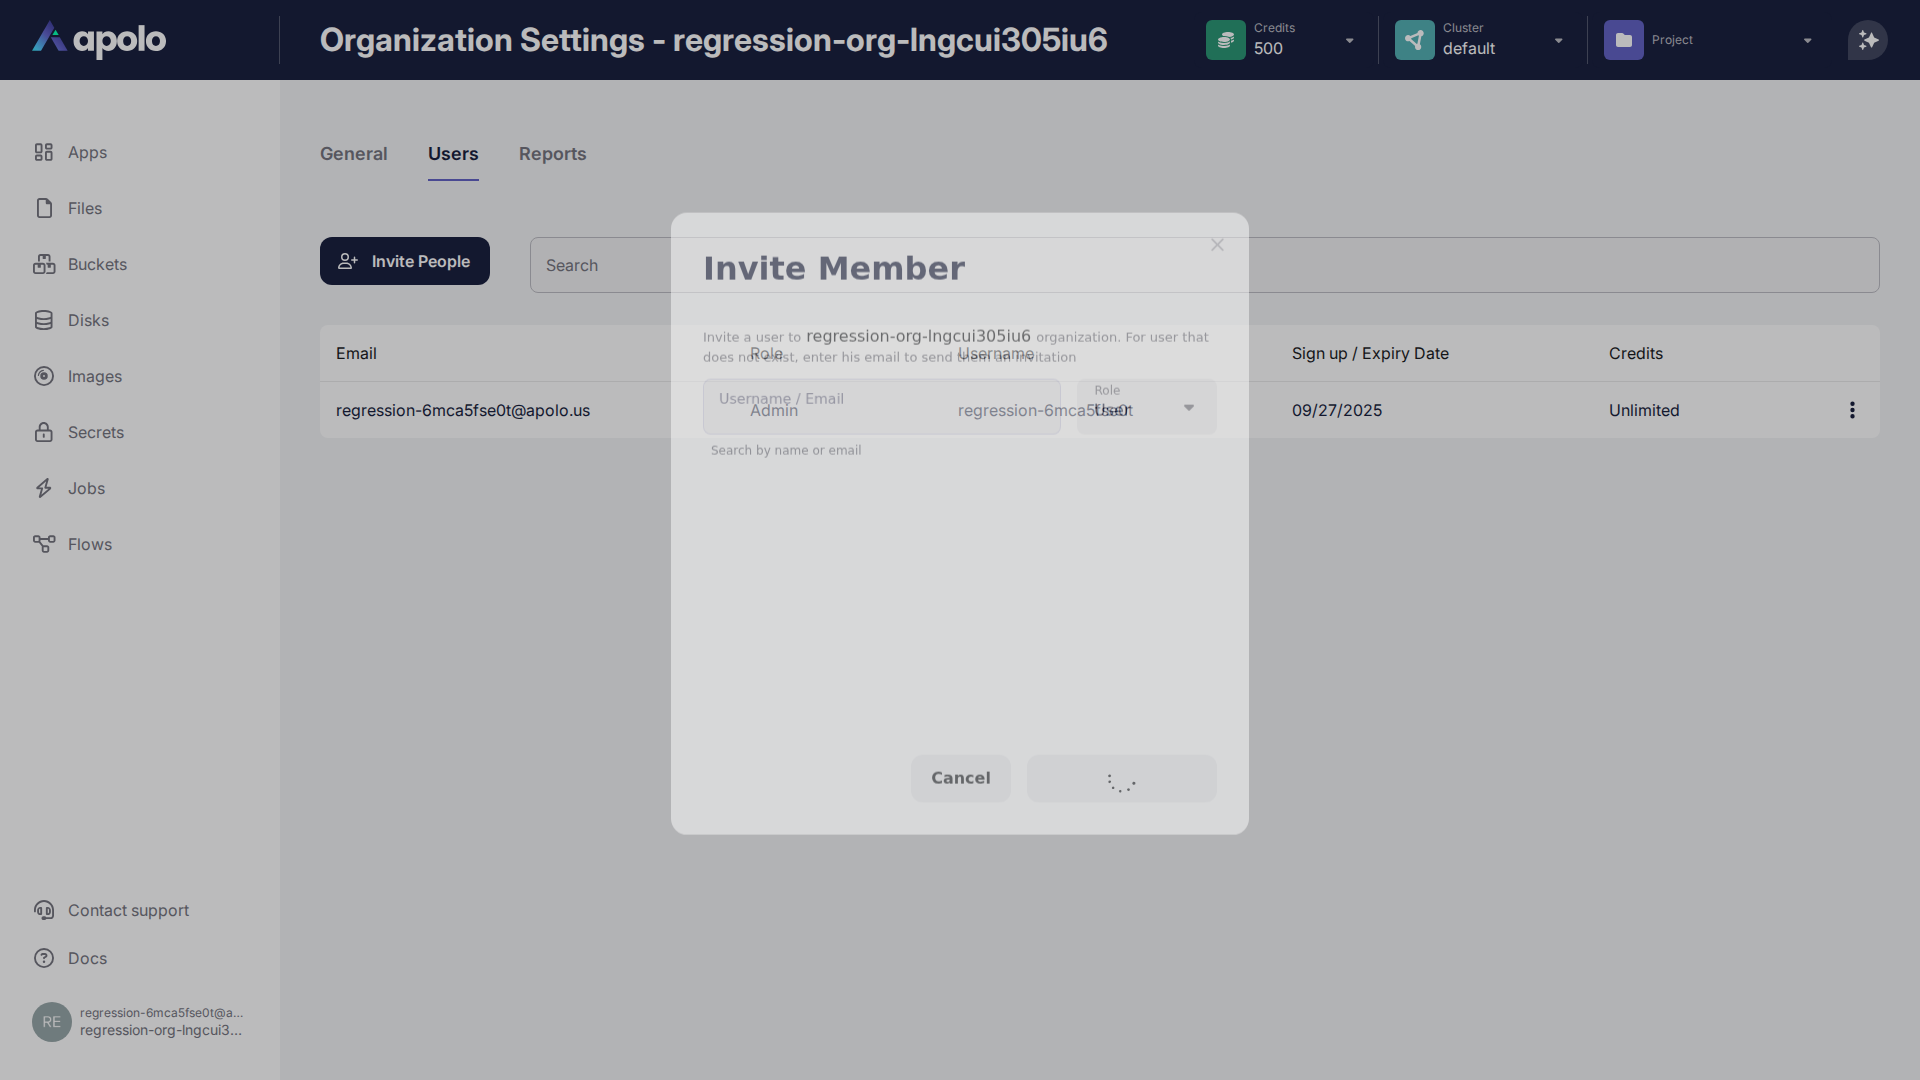 apolo
Organization Settings - regression-org-lngcui305iu6
Credits
500
Cluster
default
Project
Apps
Files
Buckets
Disks
Images
Secrets
Jobs
Flows
Contact support
Docs
RE
regression-6mca5fse0t@a...
regression-org-lngcui3...
General
Users
Reports
Invite People
Search
Email
Role
Username
Sign up / Expiry Date
Credits
regression-6mca5fse0t@apolo.us
Admin
regression-6mca5fse0t
09/27/2025
Unlimited
Invite Member
Invite a user to regression-org-lngcui305iu6 organization. For user that
does not exist, enter his email to send them an invitation
Username / Email
Role
User
Search by name or email
Cancel